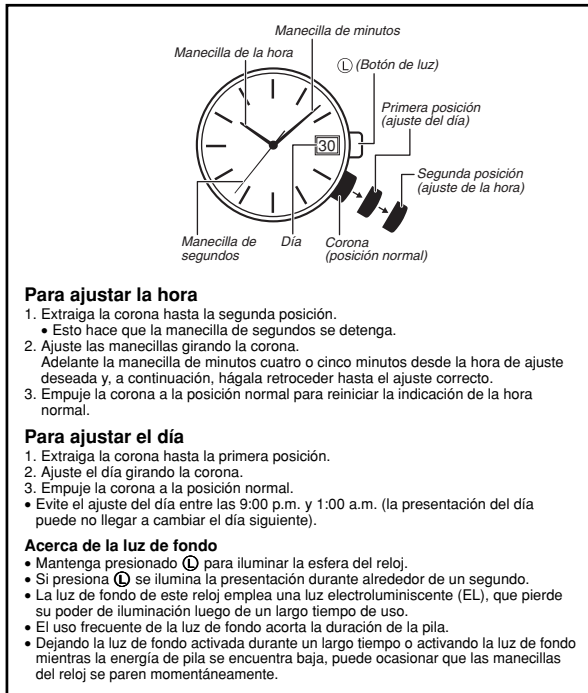 Manecilla de minutos
Manecilla de la hora
Ⓛ (Botón de luz)
Primera posición
(ajuste del día)
30
Segunda posición
(ajuste de la hora)
Manecilla de
segundos
Día
Corona
(posición normal)
Para ajustar la hora
1. Extraiga la corona hasta la segunda posición.
• Esto hace que la manecilla de segundos se detenga.
2. Ajuste las manecillas girando la corona.
Adelante la manecilla de minutos cuatro o cinco minutos desde la hora de ajuste
deseada y, a continuación, hágala retroceder hasta el ajuste correcto.
3. Empuje la corona a la posición normal para reiniciar la indicación de la hora
normal.
Para ajustar el día
1. Extraiga la corona hasta la primera posición.
2. Ajuste el día girando la corona.
3. Empuje la corona a la posición normal.
• Evite el ajuste del día entre las 9:00 p.m. y 1:00 a.m. (la presentación del día
puede no llegar a cambiar el día siguiente).
Acerca de la luz de fondo
• Mantenga presionado Ⓛ para iluminar la esfera del reloj.
• Si presiona Ⓛ se ilumina la presentación durante alrededor de un segundo.
• La luz de fondo de este reloj emplea una luz electroluminiscente (EL), que pierde
su poder de iluminación luego de un largo tiempo de uso.
• El uso frecuente de la luz de fondo acorta la duración de la pila.
• Dejando la luz de fondo activada durante un largo tiempo o activando la luz de fondo
mientras la energía de pila se encuentra baja, puede ocasionar que las manecillas
del reloj se paren momentáneamente.